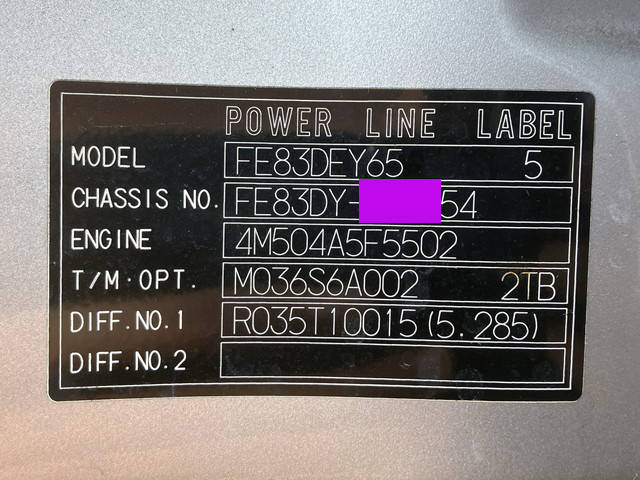 POWER LINE LABEL
MODEL FE83DEY65 5
CHASSIS NO. FE83DY- 54
ENGINE 4M504A5F5502
T/M·OPT. M036S6A002 2TB
DIFF.NO.1 R035T10015(5.285)
DIFF.NO.2